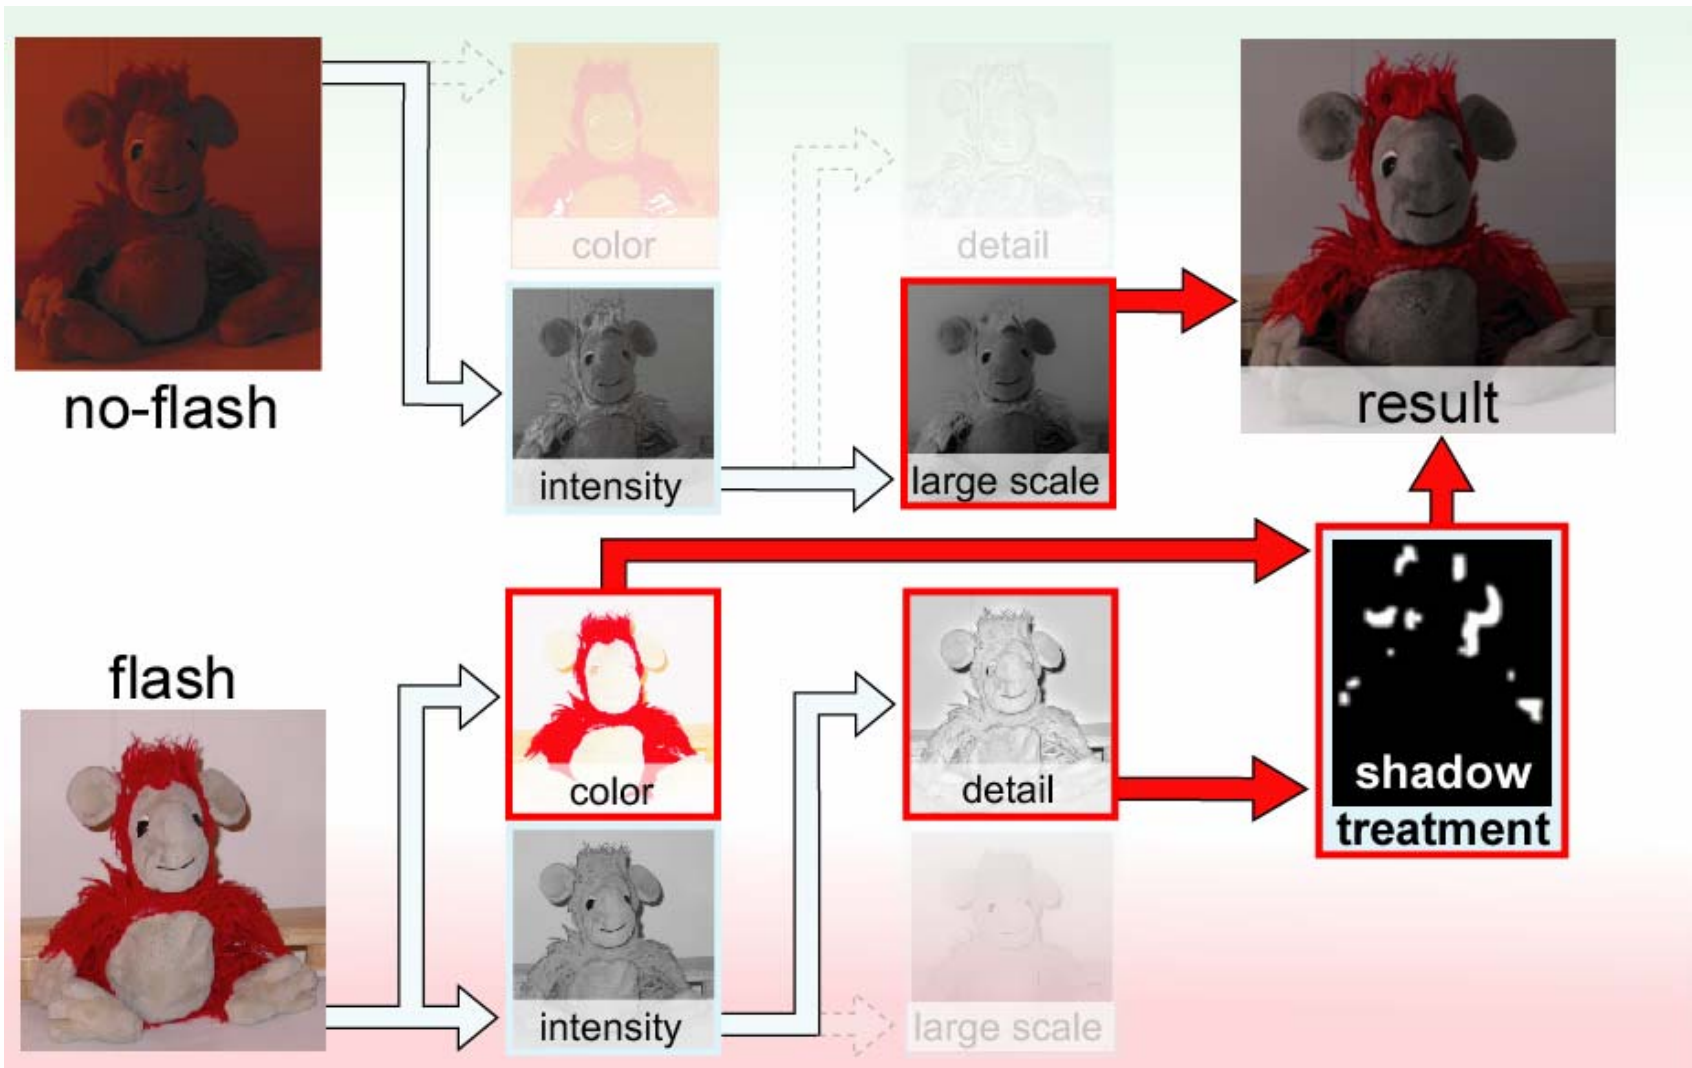 color
detail
intensity
large scale
no-flash
result
flash
color
detail
shadow
treatment
intensity
large scale